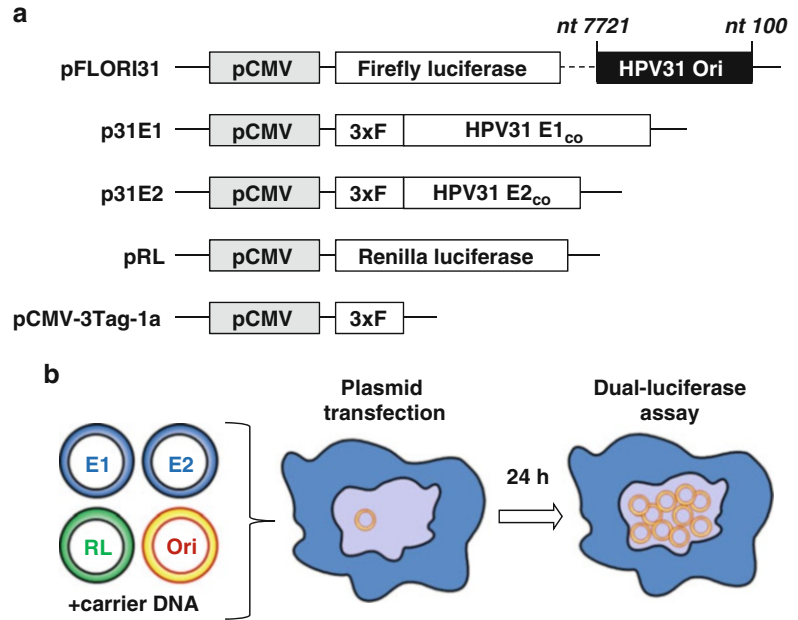 a
nt 7721 nt 100
pFLORI31 pCMV Firefly luciferase HPV31 Ori
p31E1 pCMV 3xF HPV31 E1co
p31E2 pCMV 3xF HPV31 E2co
pRL pCMV Renilla luciferase
pCMV-3Tag-1a pCMV 3xF
b
Plasmid
transfection
Dual-luciferase
assay
E1 E2
RL Ori
+carrier DNA
24 h